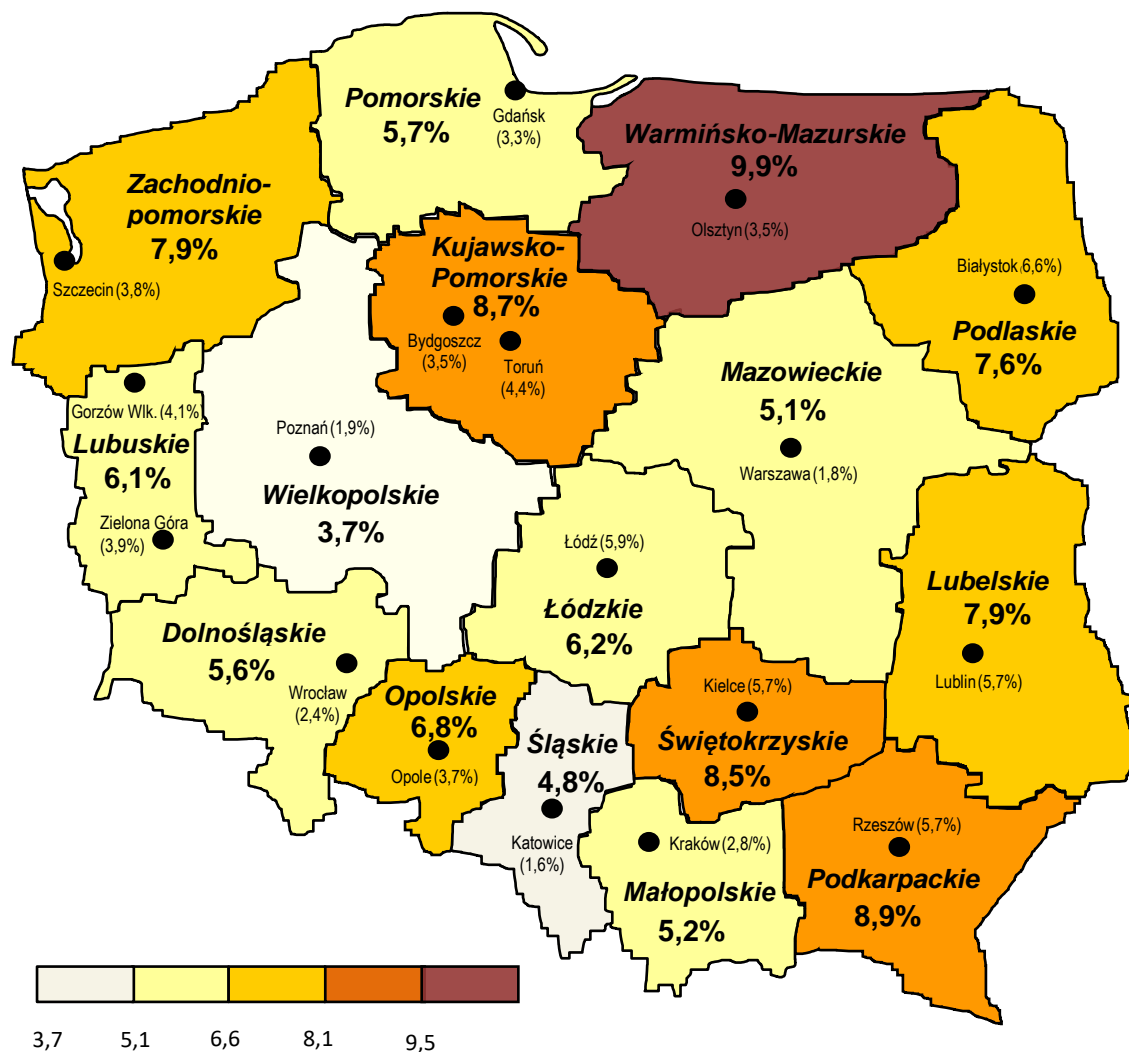 Pomorskie
5,7%
Gdańsk
(3,3%)
Warmińsko-Mazurskie
9,9%
Olsztyn (3,5%)
Zachodnio-
pomorskie
7,9%
Szczecin (3,8%)
Kujawsko-
Pomorskie
8,7%
Bydgoszcz
(3,5%)
Toruń
(4,4%)
Białystok (6,6%)
Podlaskie
7,6%
Mazowieckie
5,1%
Warszawa (1,8%)
Gorzów Wlk. (4,1%)
Lubuskie
6,1%
Zielona Góra
(3,9%)
Poznań (1,9%)
Wielkopolskie
3,7%
Łódź (5,9%)
Łódzkie
6,2%
Lubelskie
7,9%
Lublin (5,7%)
Dolnośląskie
5,6%
Wrocław
(2,4%)
Opolskie
6,8%
Opole (3,7%)
Śląskie
4,8%
Katowice
(1,6%)
Kielce (5,7%)
Świętokrzyskie
8,5%
Kraków (2,8/%)
Małopolskie
5,2%
Rzeszów (5,7%)
Podkarpackie
8,9%
3,7 5,1 6,6 8,1 9,5